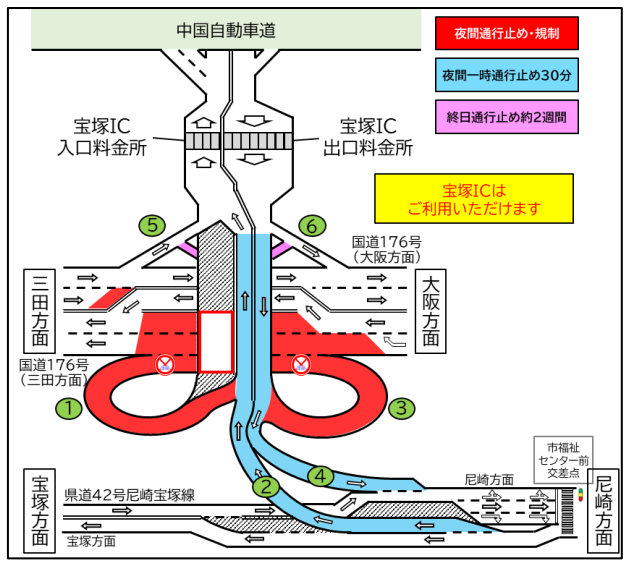 中国自動車道
夜間通行止め・規制
夜間一時通行止め30分
終日通行止め約2週間
宝塚IC
入口料金所
宝塚IC
出口料金所
宝塚ICは
ご利用いただけます
⑤
⑥
国道176号
(大阪方面)
三田方面
大阪方面
国道176号
(三田方面)
①
③
④
②
市福祉
センター前
交差点
尼崎方面
宝塚方面
県道42号尼崎宝塚線
尼崎方面
宝塚方面